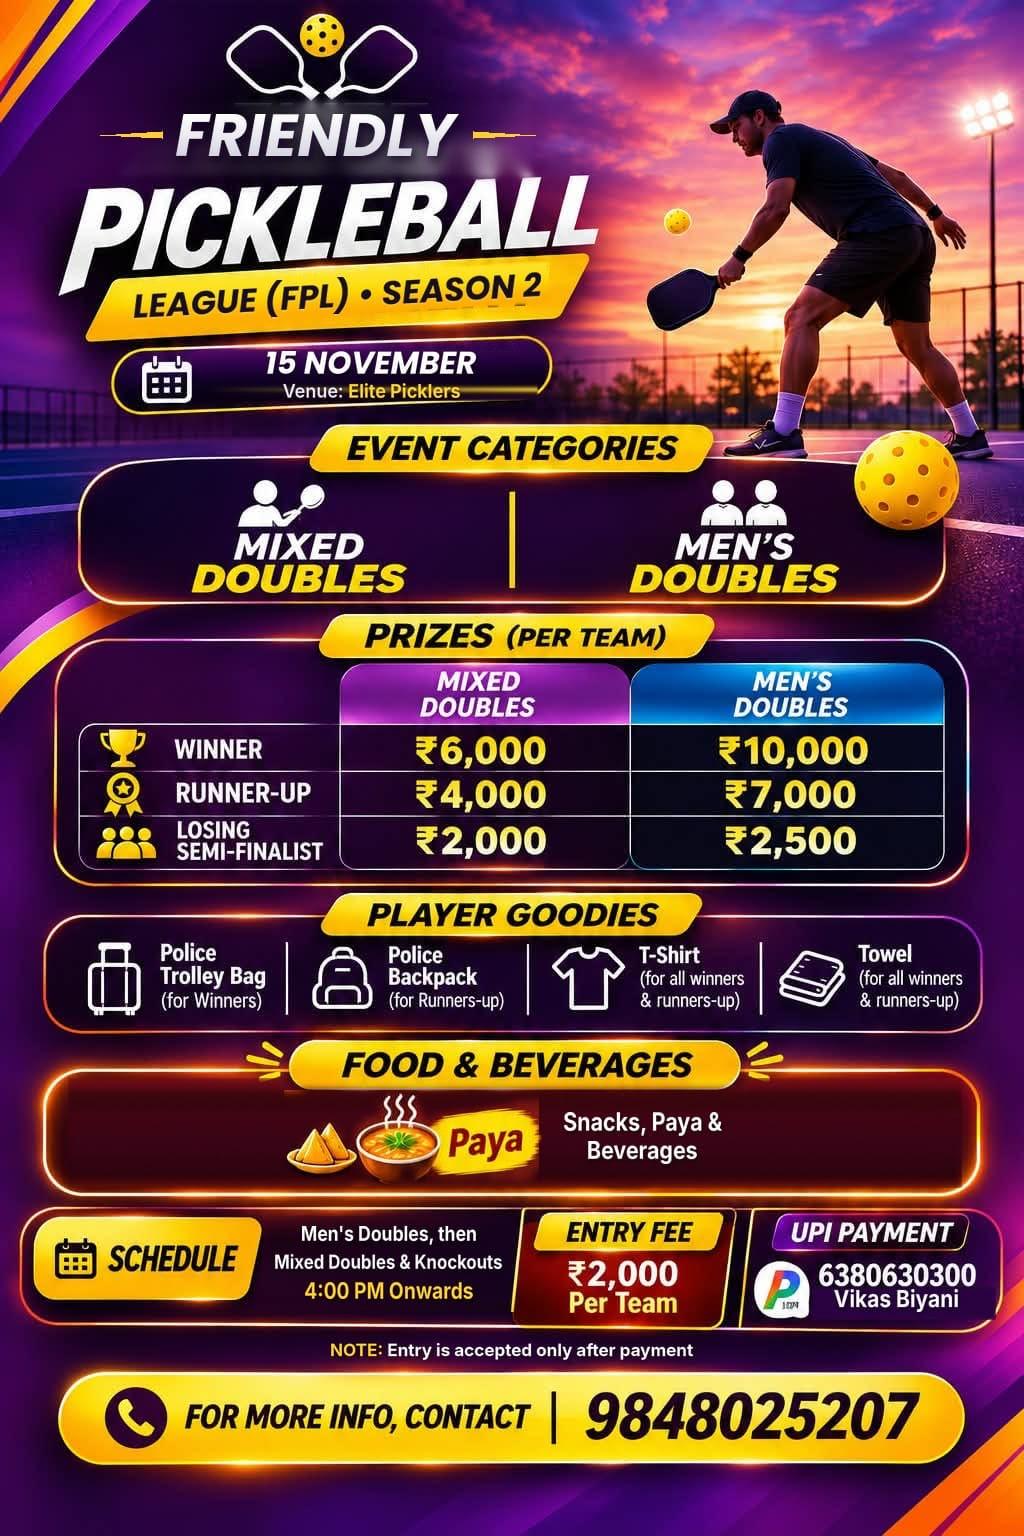 FRIENDLY
PICKLEBALL
LEAGUE (FPL) • SEASON 2
15 NOVEMBER
Venue: Elite Picklers
EVENT CATEGORIES
MIXED
DOUBLES
MEN'S
DOUBLES
PRIZES (PER TEAM)
MIXED
DOUBLES
MEN'S
DOUBLES
WINNER ₹6,000 ₹10,000
RUNNER-UP ₹4,000 ₹7,000
LOSING
SEMI-FINALIST ₹2,000 ₹2,500
PLAYER GOODIES
Police
Trolley Bag
(for Winners)
Police
Backpack
(for Runners-up)
T-Shirt
(for all winners
& runners-up)
Towel
(for all winners
& runners-up)
FOOD & BEVERAGES
Paya
Snacks, Paya &
Beverages
SCHEDULE
Men's Doubles, then
Mixed Doubles & Knockouts
4:00 PM Onwards
ENTRY FEE
₹2,000
Per Team
UPI PAYMENT
6380630300
Vikas Biyani
NOTE: Entry is accepted only after payment
FOR MORE INFO, CONTACT | 9848025207